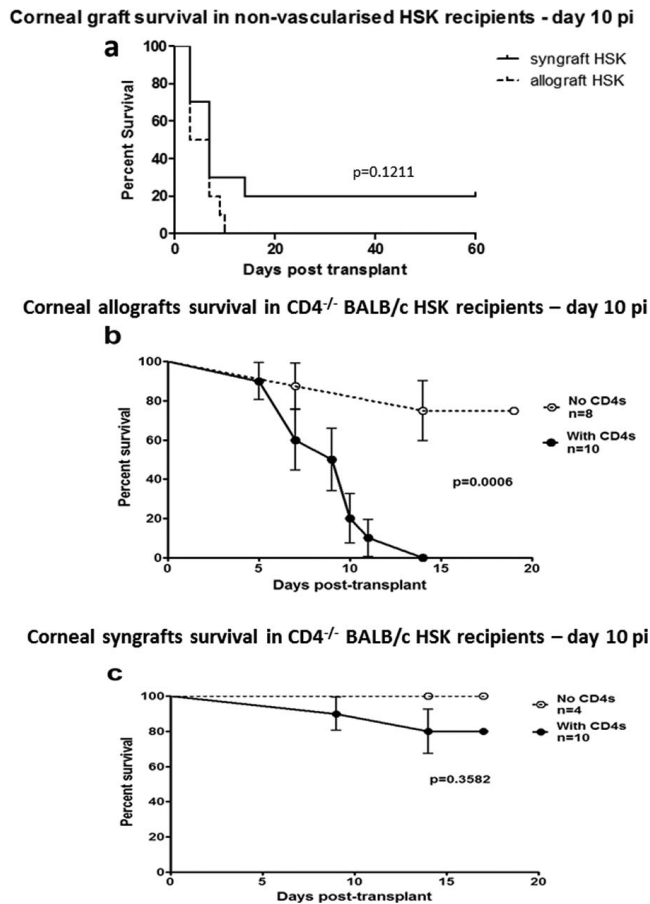 Corneal graft survival in non-vascularised HSK recipients - day 10 pi
a
100
80
60
40
20
0
Percent Survival
0 20 40 60
Days post transplant
syngraft HSK
allograft HSK
p=0.1211
Corneal allografts survival in CD4-/- BALB/c HSK recipients – day 10 pi
b
100
80
60
40
20
0
Percent survival
0 5 10 15 20
Days post-transplant
No CD4s
n=8
With CD4s
n=10
p=0.0006
Corneal syngrafts survival in CD4-/- BALB/c HSK recipients – day 10 pi
c
100
80
60
40
20
0
Percent survival
0 5 10 15 20
Days post-transplant
No CD4s
n=4
With CD4s
n=10
p=0.3582